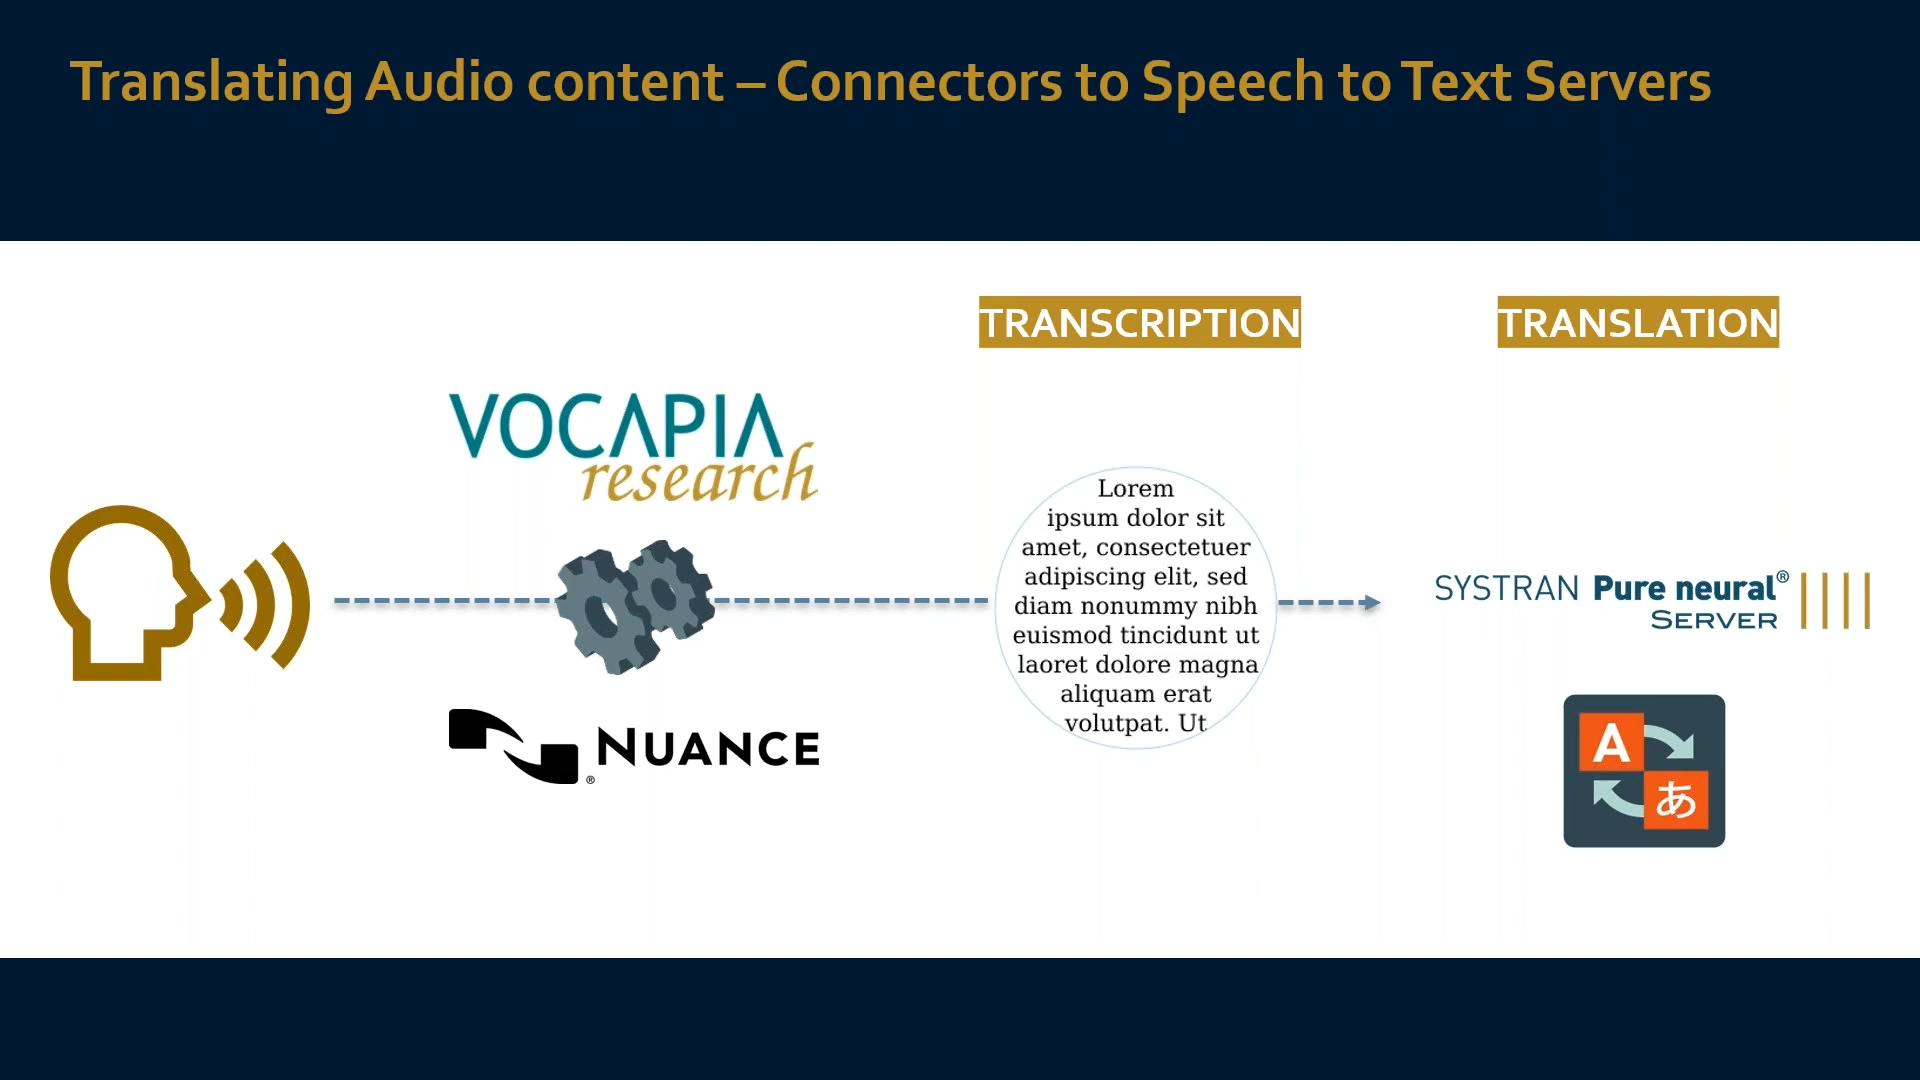 Translating Audio content – Connectors to Speech to Text Servers
TRANSCRIPTION
TRANSLATION
VOCAPIA
research
Lorem
ipsum dolor sit
amet, consectetuer
adipiscing elit, sed
diam nonummy nibh
euismod tincidunt ut
laoret dolore magna
aliquam erat
volutpat. Ut
NUANCE
®
SYSTRAN Pure neural®
SERVER
A
あ